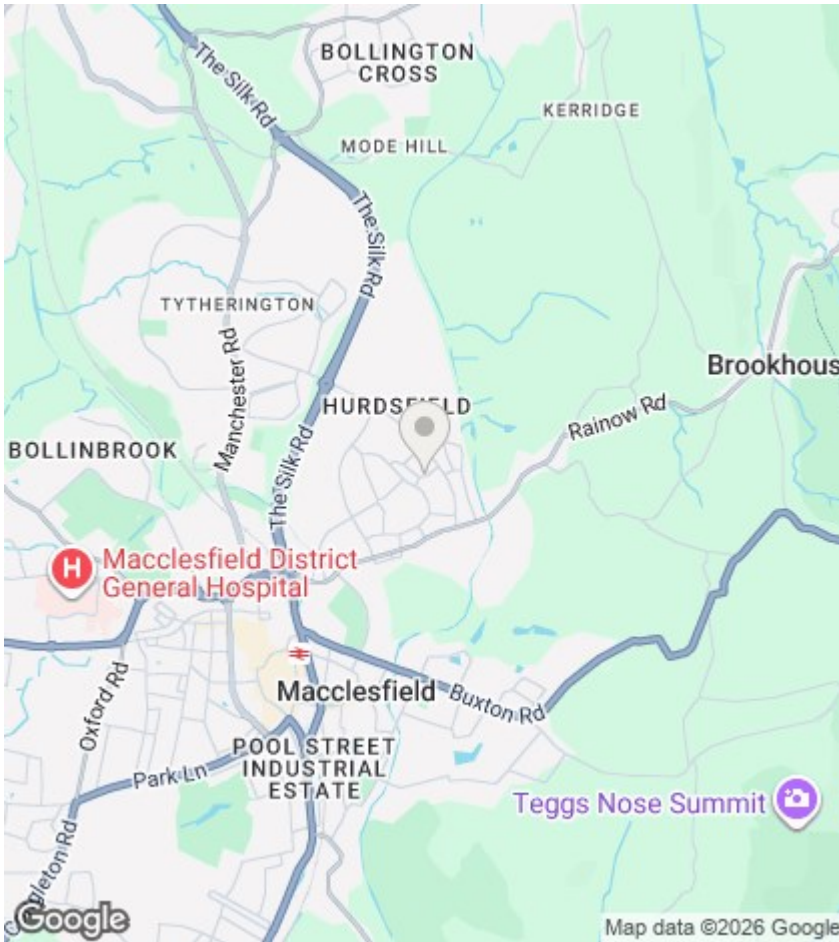 BOLLINGTON
CROSS
The Silk Rd
KERRIDGE
MODE HILL
The Silk Rd
TYTHERINGTON
Manchester Rd
Brookhous
HURDSFIELD
Rainow Rd
BOLLINBROOK
The Silk Rd
H
Macclesfield District
General Hospital
Macclesfield
Buxton Rd
Oxford Rd
POOL STREET
INDUSTRIAL
ESTATE
Park Ln
Teggs Nose Summit
Google
Map data ©2026 Google